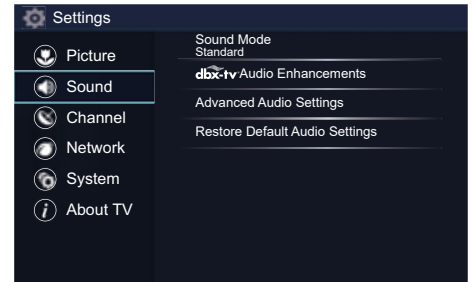 Settings
Picture
Sound
Channel
Network
System
About TV
Sound Mode
Standard
dbx-tv Audio Enhancements
Advanced Audio Settings
Restore Default Audio Settings